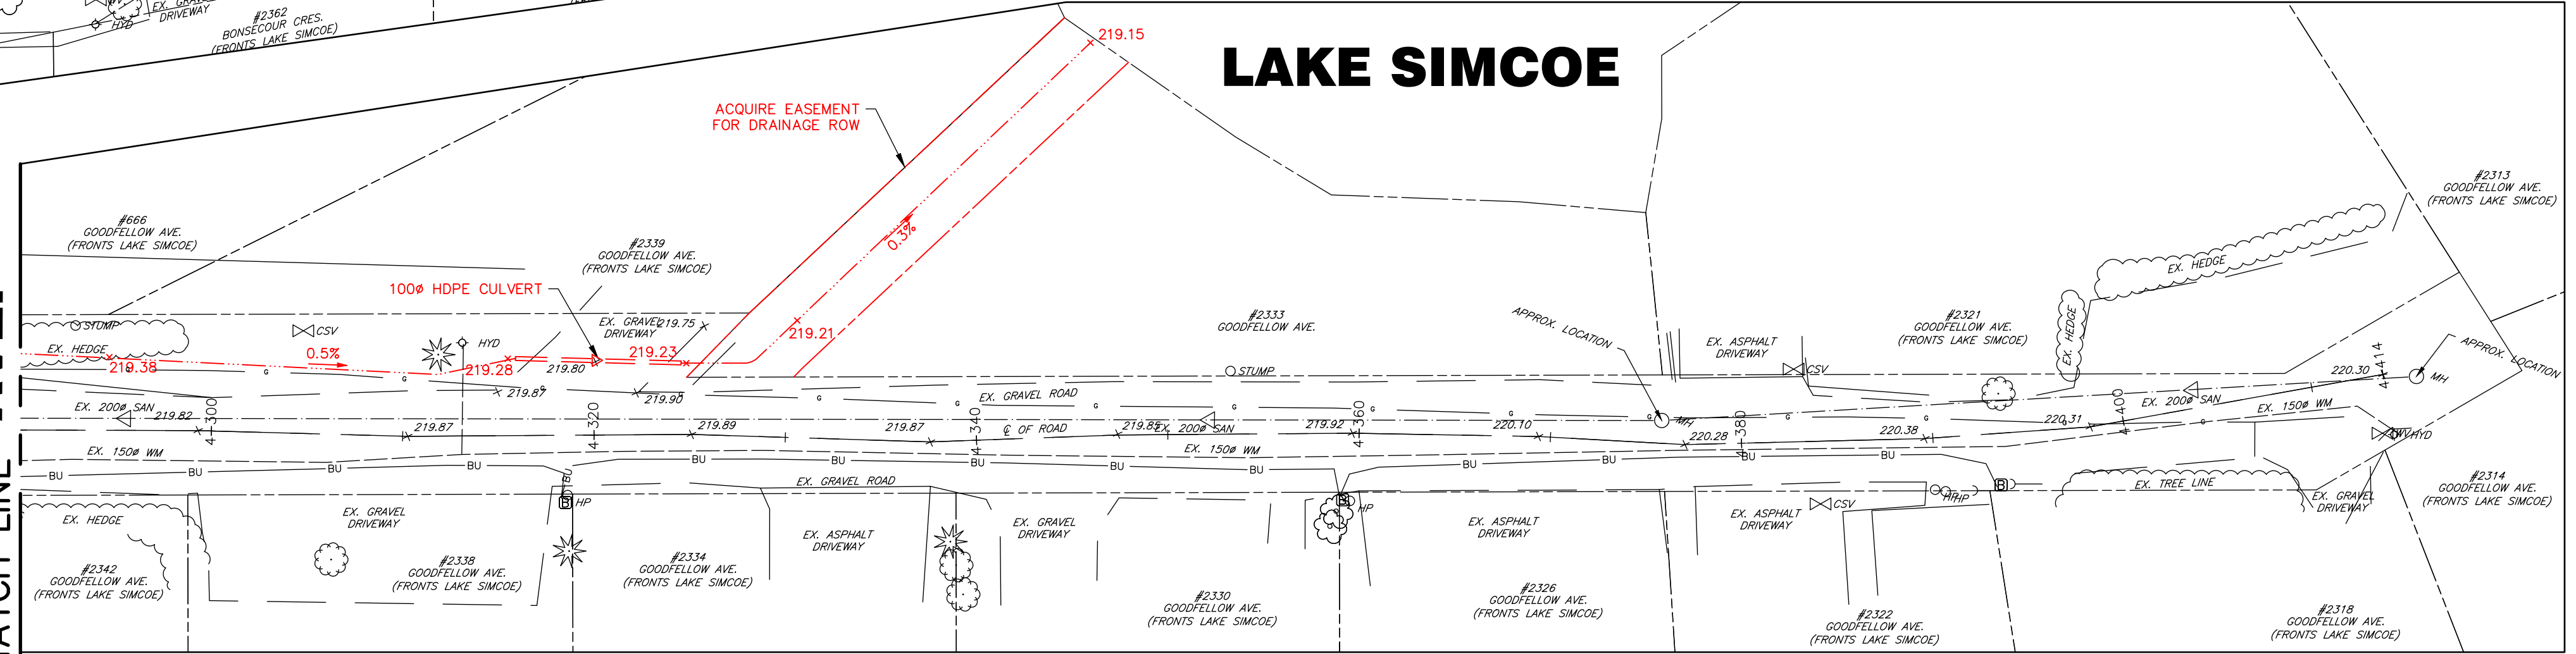 EX. GRAVEL
DRIVEWAY
HYD
#2362
BONSECOUR CRES.
(FRONTS LAKE SIMCOE)
LAKE SIMCOE
219.15
ACQUIRE EASEMENT
FOR DRAINAGE ROW
0.3%
#666
GOODFELLOW AVE.
(FRONTS LAKE SIMCOE)
#2339
GOODFELLOW AVE.
(FRONTS LAKE SIMCOE)
100ø HDPE CULVERT
#2313
GOODFELLOW AVE.
(FRONTS LAKE SIMCOE)
EX. HEDGE
STUMP
CSV
EX. HEDGE
219.38
0.5%
HYD
219.28
EX. GRAVEL
DRIVEWAY
219.75
219.80
219.23
219.21
#2333
GOODFELLOW AVE.
STUMP
APPROX. LOCATION
EX. ASPHALT
DRIVEWAY
CSV
#2321
GOODFELLOW AVE.
(FRONTS LAKE SIMCOE)
EX. HEDGE
APPROX. LOCATION
220.30
4+414
MH
G
G
G
219.87
219.90
G
G
EX. GRAVEL ROAD
G
G
G
G
G
MH
G
G
G
EX. 200ø SAN
EX. 150ø WM
EX. 200ø SAN
219.82
4+300
219.87
4+320
219.89
219.87
4+340
℄ OF ROAD
219.85
EX. 200ø SAN
219.92
4+360
220.10
220.28
4+380
220.38
220.31
4+400
HYD
EX. 150ø WM
EX. 150ø WM
BU
BU
BU
BU
BU
BU
BU
BU
BU
BU
BU
BU
BU
BU
EX. GRAVEL ROAD
B
HP
B
HP
HP
B
CSV
EX. TREE LINE
EX. GRAVEL
DRIVEWAY
#2314
GOODFELLOW AVE.
(FRONTS LAKE SIMCOE)
EX. HEDGE
EX. GRAVEL
DRIVEWAY
EX. ASPHALT
DRIVEWAY
EX. GRAVEL
DRIVEWAY
EX. ASPHALT
DRIVEWAY
EX. ASPHALT
DRIVEWAY
#2342
GOODFELLOW AVE.
(FRONTS LAKE SIMCOE)
#2338
GOODFELLOW AVE.
(FRONTS LAKE SIMCOE)
#2334
GOODFELLOW AVE.
(FRONTS LAKE SIMCOE)
#2330
GOODFELLOW AVE.
(FRONTS LAKE SIMCOE)
#2326
GOODFELLOW AVE.
(FRONTS LAKE SIMCOE)
#2322
GOODFELLOW AVE.
(FRONTS LAKE SIMCOE)
#2318
GOODFELLOW AVE.
(FRONTS LAKE SIMCOE)